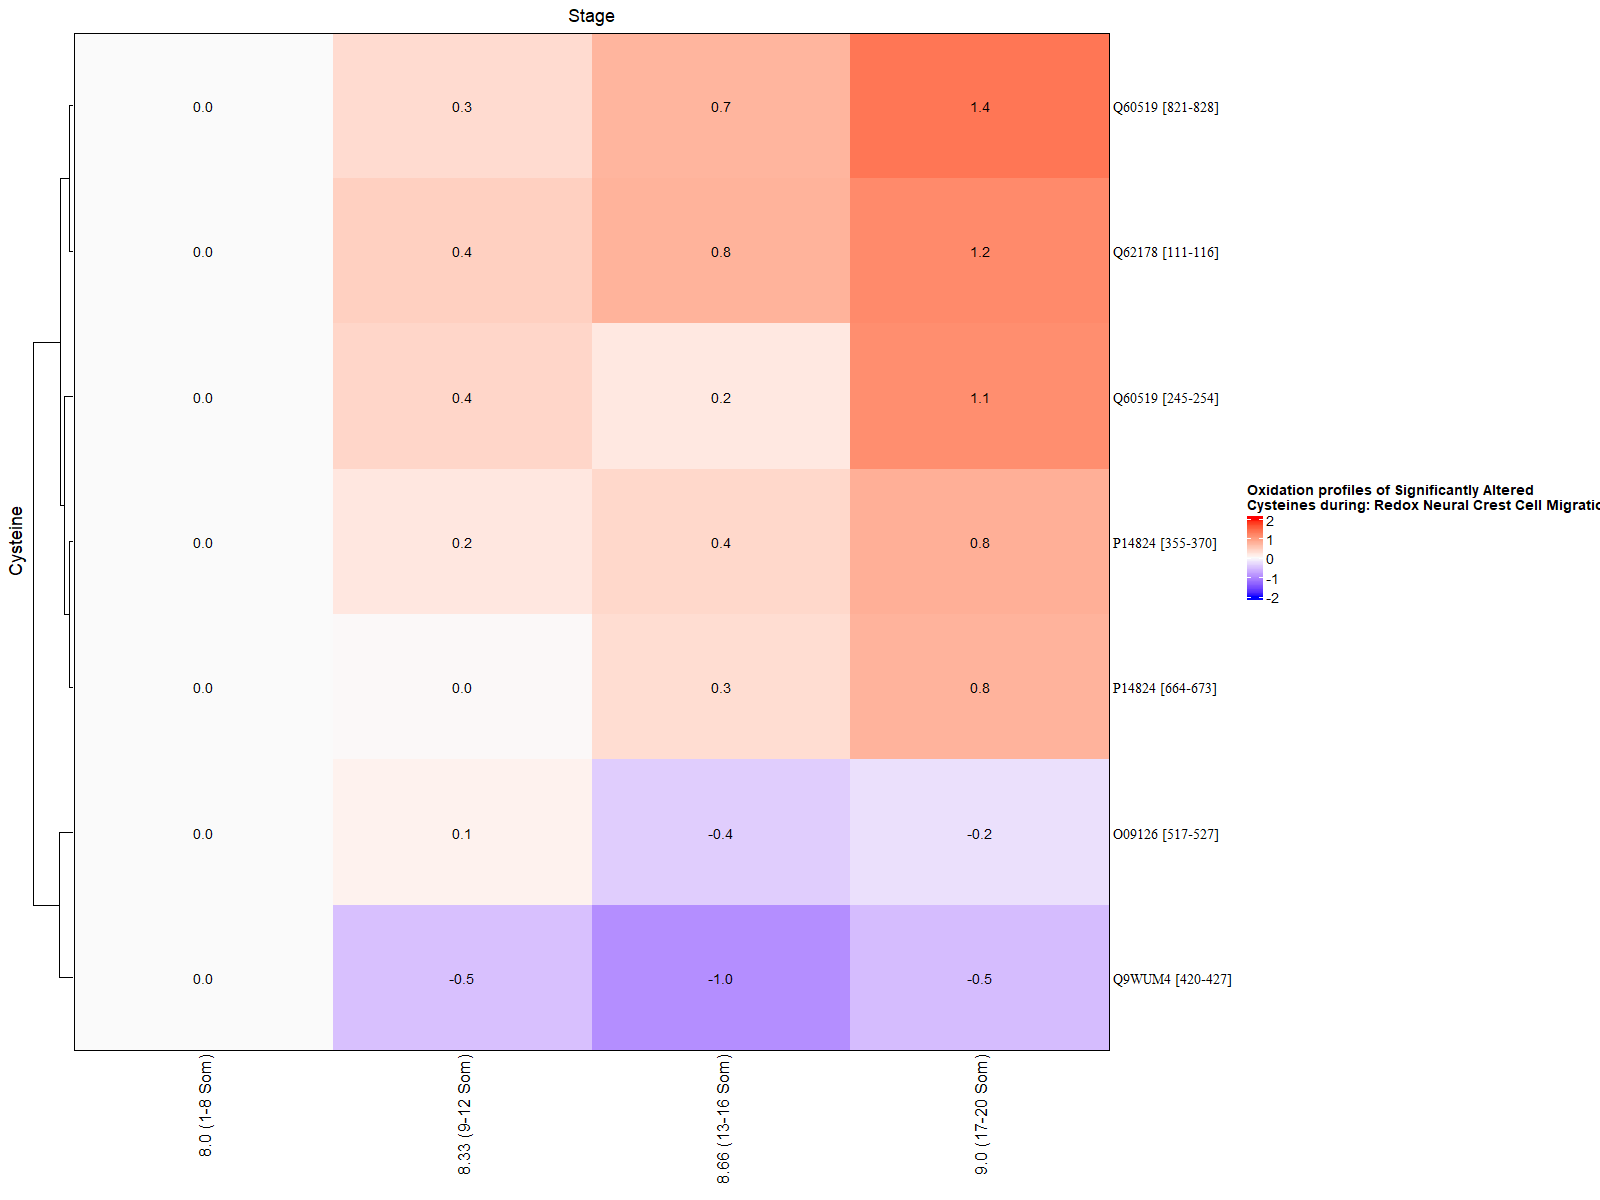 Stage
Cysteine
0.0 0.3 0.7 1.4 Q60519 [821-828]
0.0 0.4 0.8 1.2 Q62178 [111-116]
0.0 0.4 0.2 1.1 Q60519 [245-254]
0.0 0.2 0.4 0.8 P14824 [355-370]
0.0 0.0 0.3 0.8 P14824 [664-673]
0.0 0.1 -0.4 -0.2 O09126 [517-527]
0.0 -0.5 -1.0 -0.5 Q9WUM4 [420-427]
8.0 (1-8 Som)
8.33 (9-12 Som)
8.66 (13-16 Som)
9.0 (17-20 Som)
Oxidation profiles of Significantly Altered
Cysteines during: Redox Neural Crest Cell Migratio
2
1
0
-1
-2